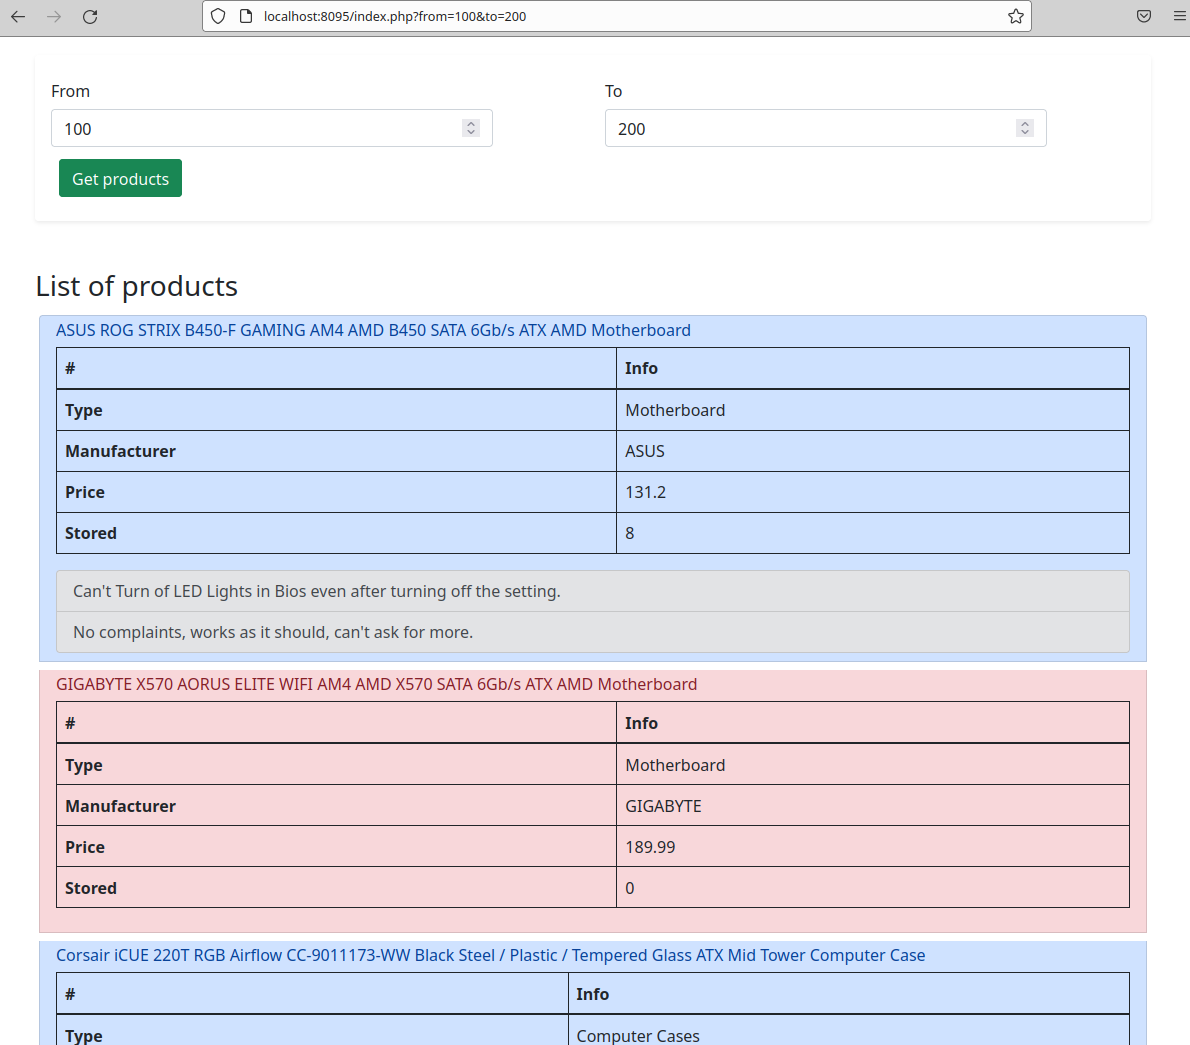 localhost:8095/index.php?from=100&to=200
From To
100 200
Get products
List of products
ASUS ROG STRIX B450-F GAMING AM4 AMD B450 SATA 6Gb/s ATX AMD Motherboard
# Info
Type Motherboard
Manufacturer ASUS
Price 131.2
Stored 8
Can't Turn of LED Lights in Bios even after turning off the setting.
No complaints, works as it should, can't ask for more.
GIGABYTE X570 AORUS ELITE WIFI AM4 AMD X570 SATA 6Gb/s ATX AMD Motherboard
# Info
Type Motherboard
Manufacturer GIGABYTE
Price 189.99
Stored 0
Corsair iCUE 220T RGB Airflow CC-9011173-WW Black Steel / Plastic / Tempered Glass ATX Mid Tower Computer Case
# Info
Type Computer Cases